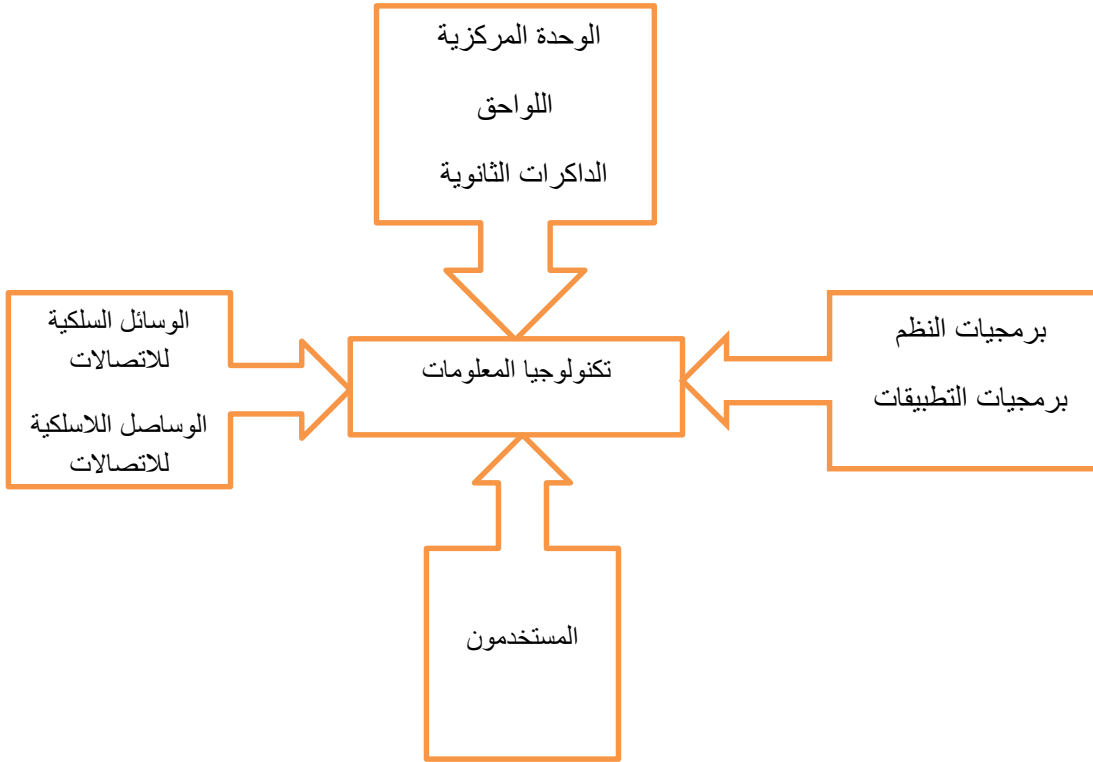 الوحدة المركزية
اللواحق
الداكرات الثانوية
برمجيات النظم
برمجيات التطبيقات
تكنولوجيا المعلومات
الوسائل السلكية
للاتصالات
الوساصل اللاسلكية
للاتصالات
المستخدمون